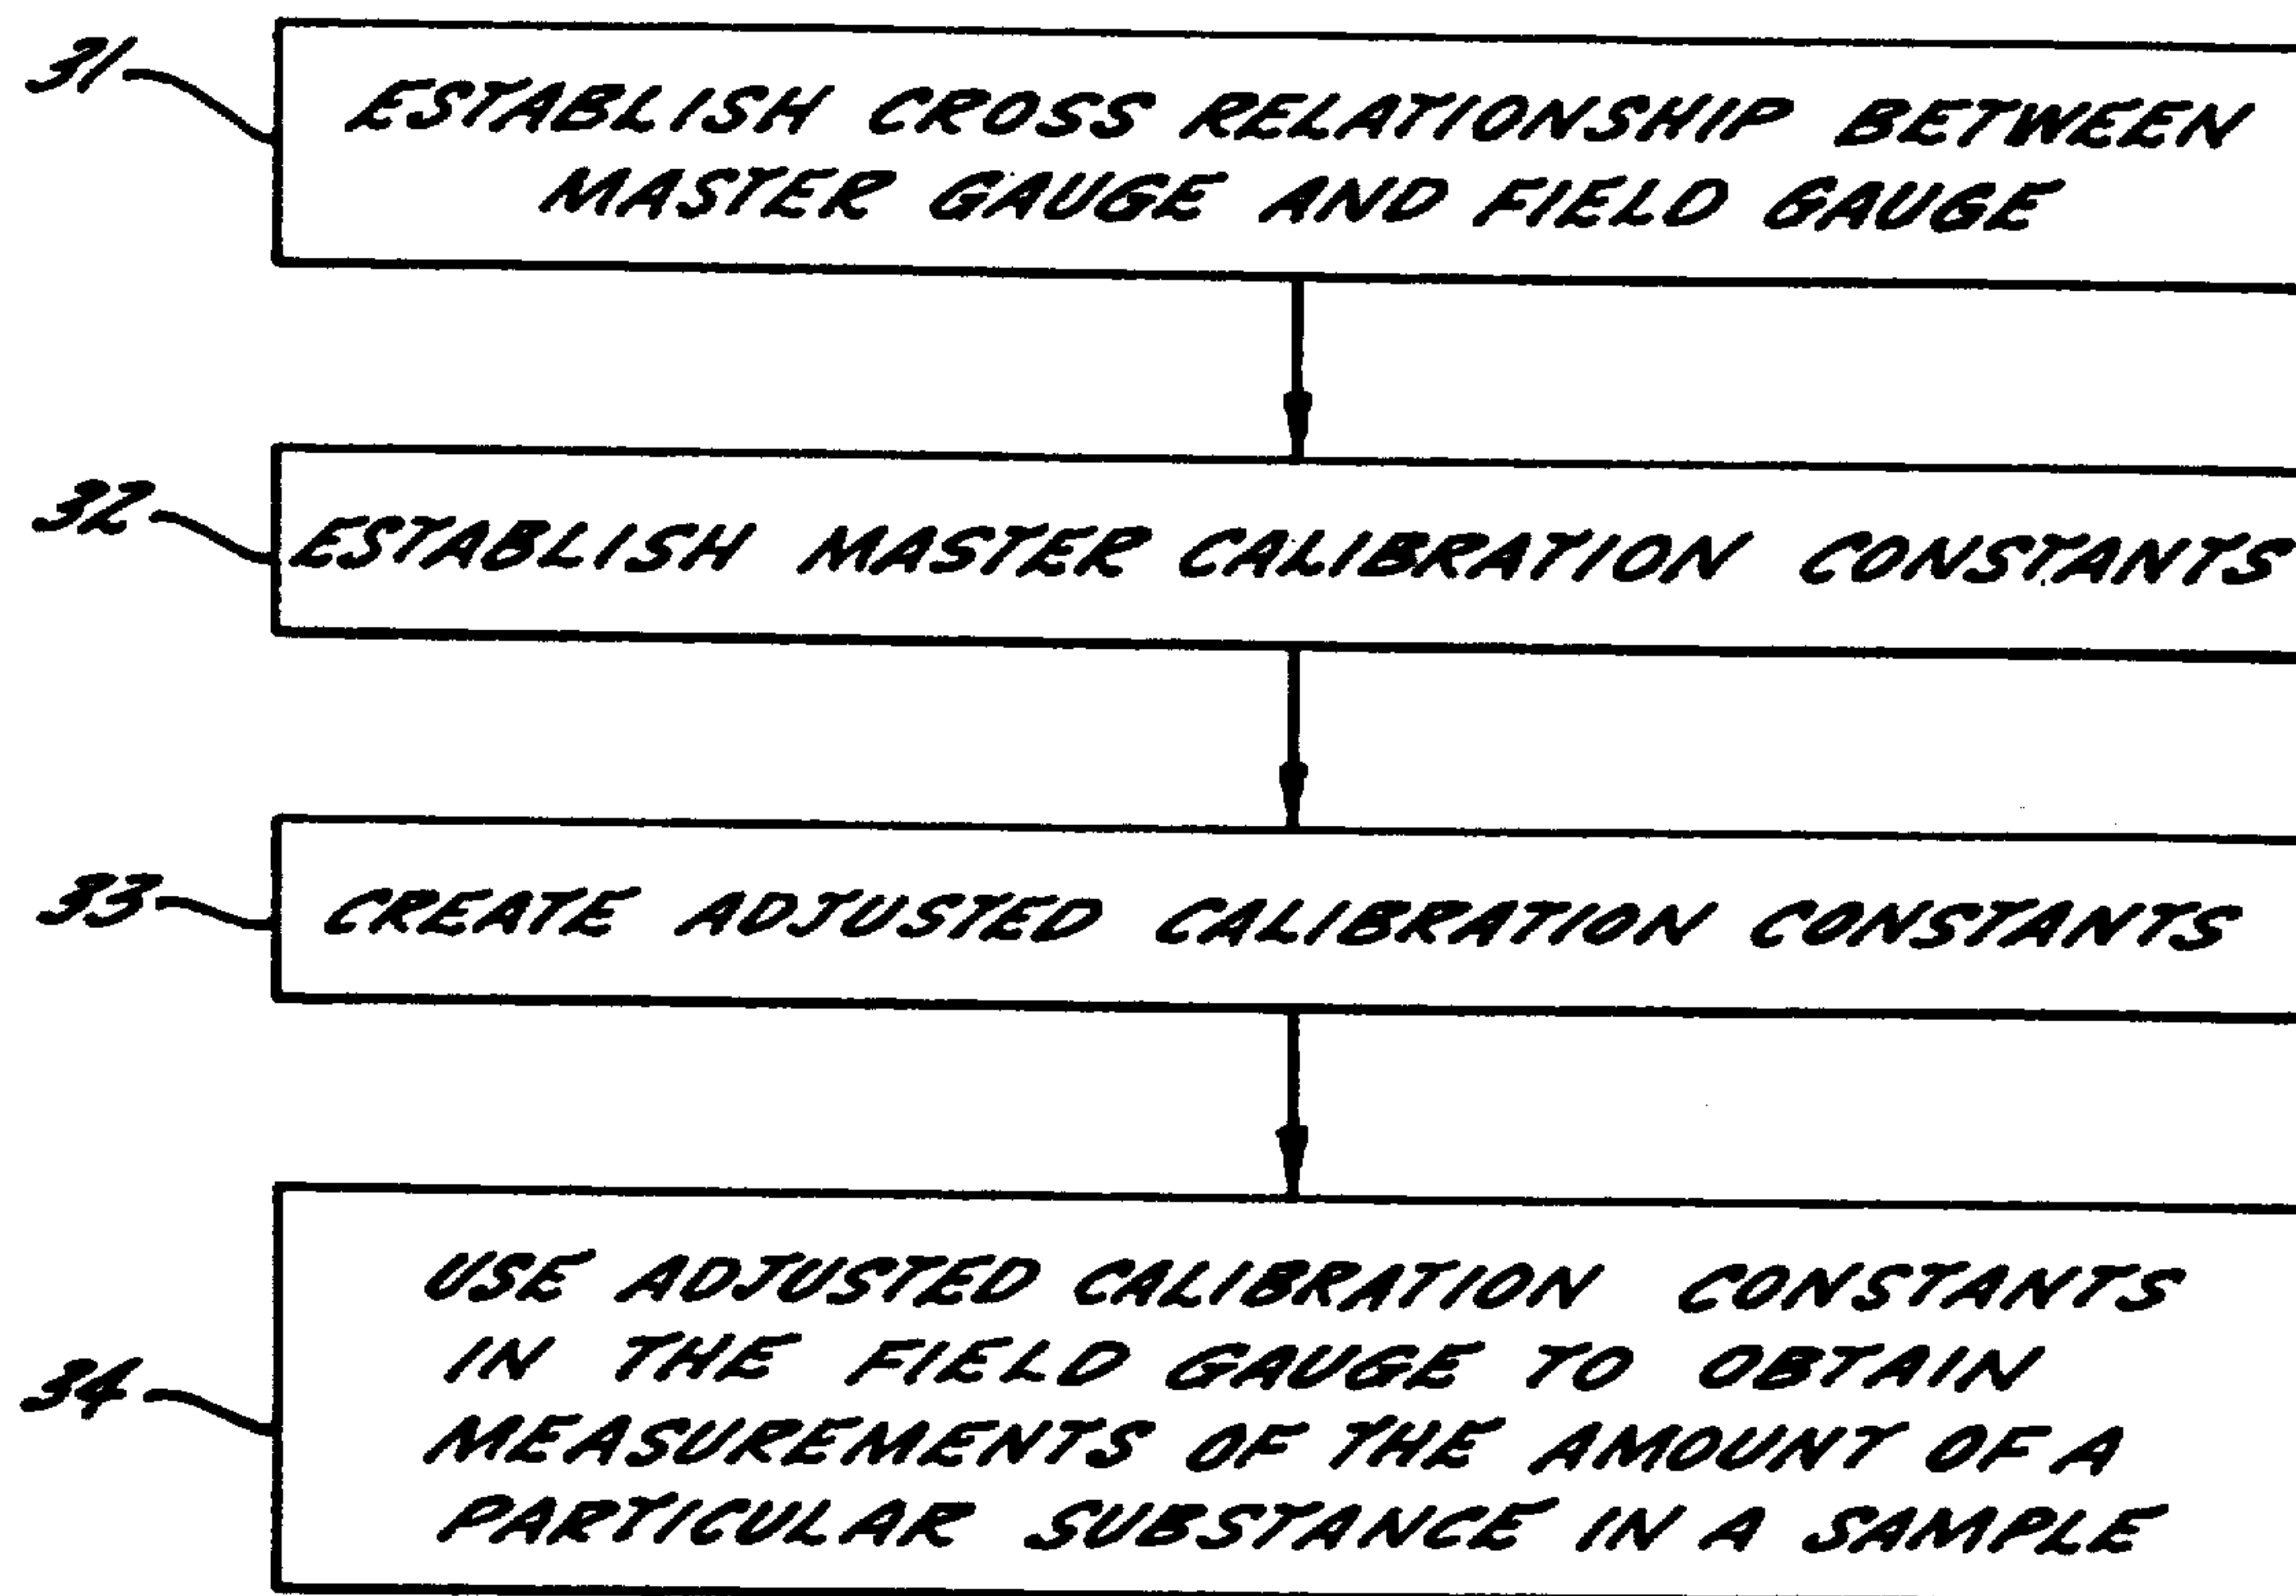 31
ESTABLISH CROSS RELATIONSHIP BETWEEN
MASTER GAUGE AND FIELD GAUGE
32
ESTABLISH MASTER CALIBRATION CONSTANTS
33
CREATE ADJUSTED CALIBRATION CONSTANTS
34
USE ADJUSTED CALIBRATION CONSTANTS
IN THE FIELD GAUGE TO OBTAIN
MEASUREMENTS OF THE AMOUNT OF A
PARTICULAR SUBSTANCE IN A SAMPLE